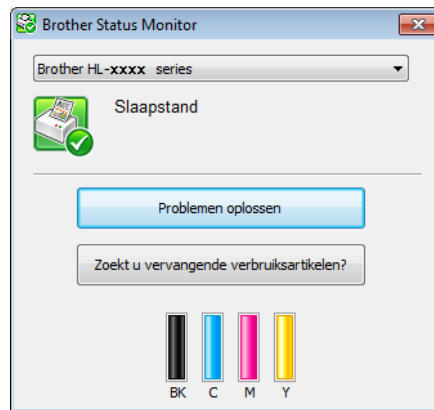 Brother Status Monitor
Brother HL-xxxx series
Slaapstand
Problemen oplossen
Zoekt u vervangende verbruiksartikelen?
BK C M Y